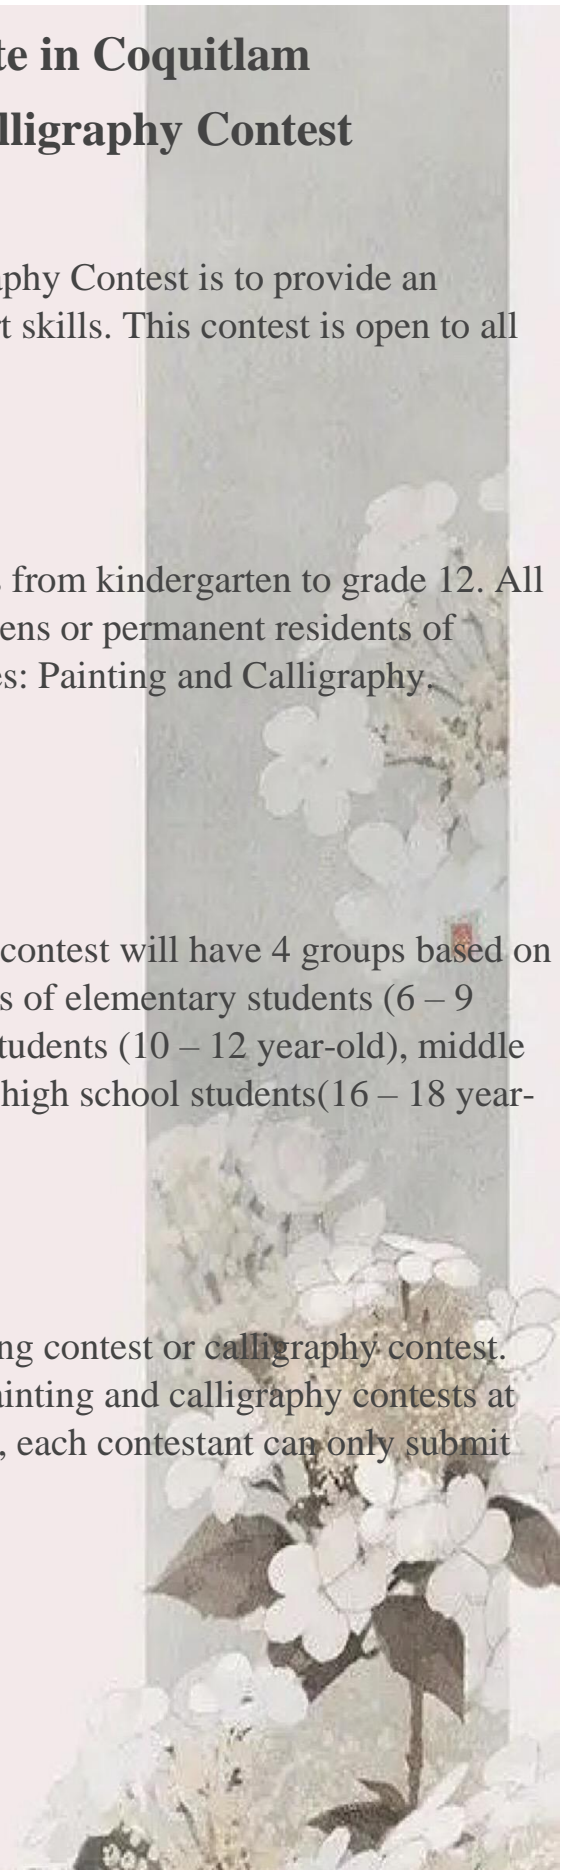 te in Coquitlam
lligraphy Contest
aphy Contest is to provide an
t skills. This contest is open to all
s from kindergarten to grade 12. All
ens or permanent residents of
es: Painting and Calligraphy.
contest will have 4 groups based on
s of elementary students (6 – 9
tudents (10 – 12 year-old), middle
high school students(16 – 18 year-
ng contest or calligraphy contest.
ainting and calligraphy contests at
, each contestant can only submit